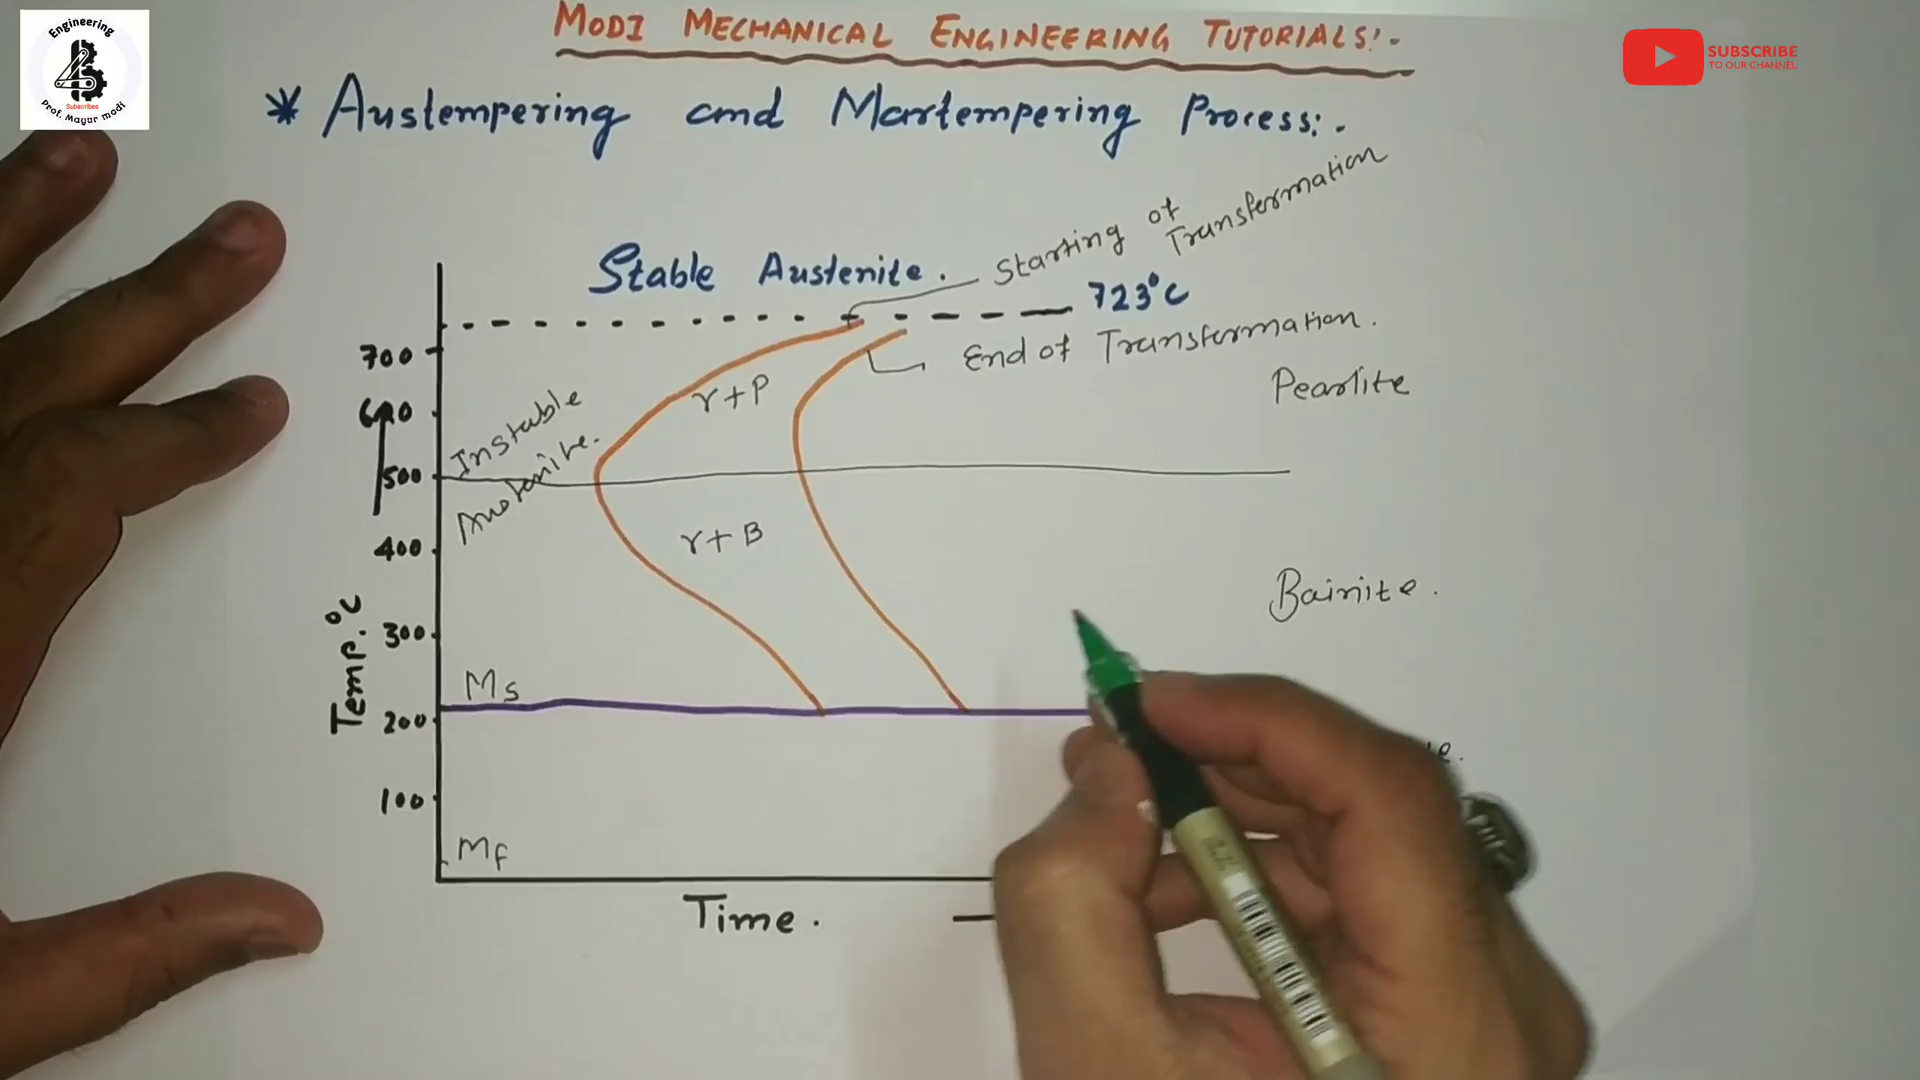 MODI MECHANICAL ENGINEERING TUTORIALS:-
Engineering
Subscribes
Prof. Mayur modi
SUBSCRIBE
TO OUR CHANNEL
* Austempering and Martempering Process:-
Starting of
Transformation
Stable Austenite.
723°C
End of Transformation.
700
600
500
400
300
200
100
Temp.°C
Instable
Austenite.
γ+P
γ+B
Pearlite
Bainite.
Ms
Mf
Time.